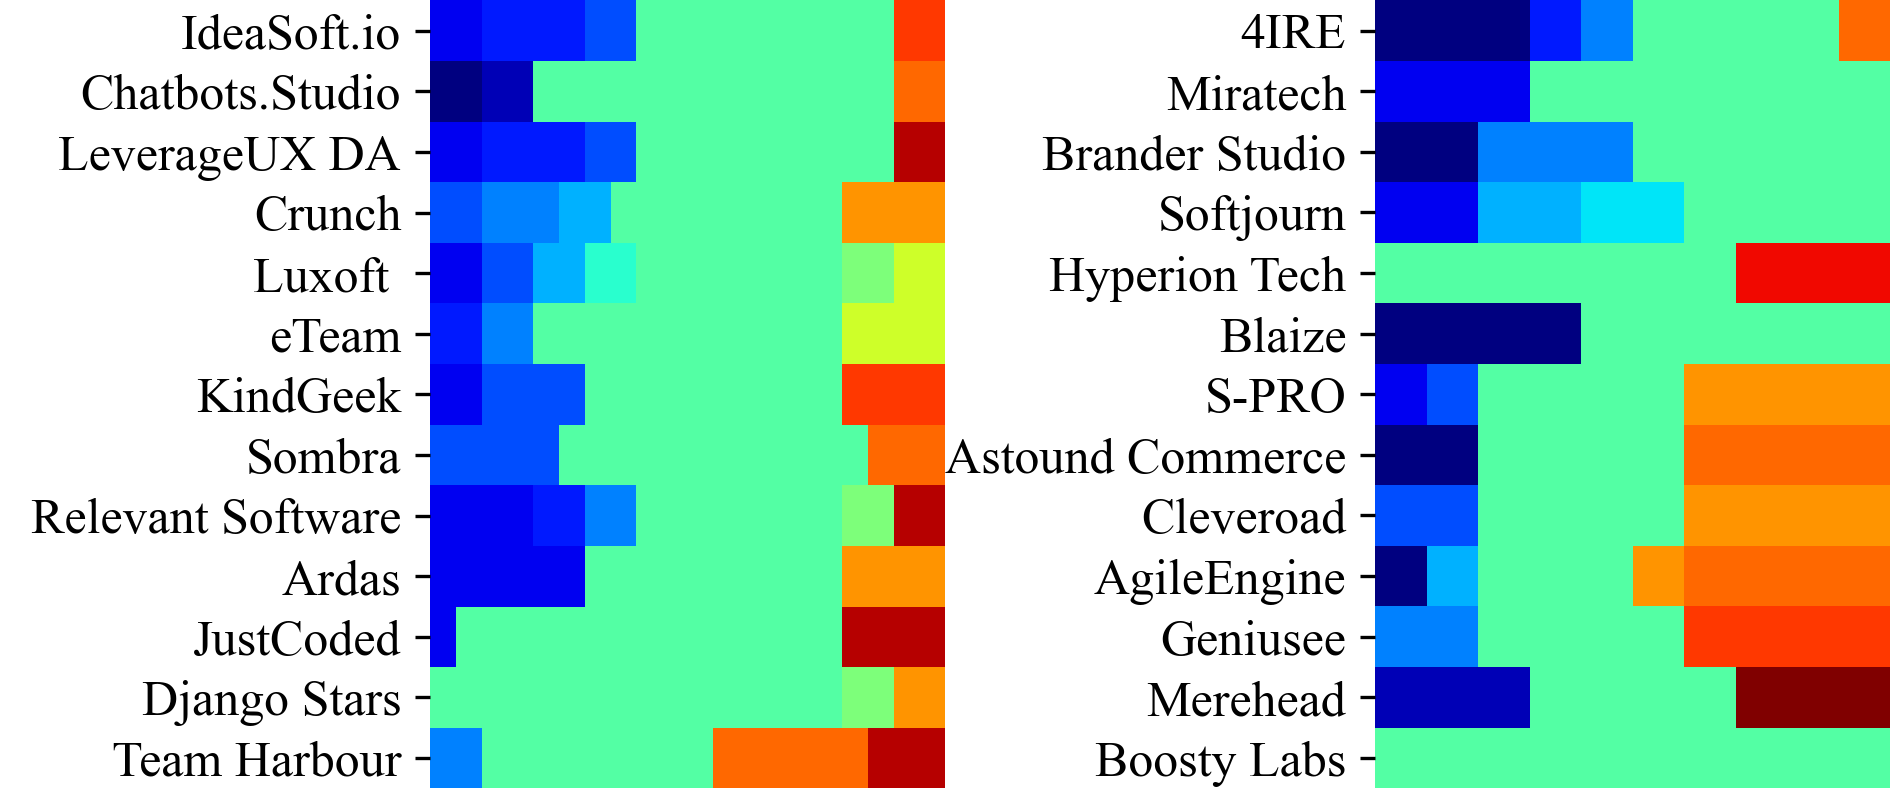 IdeaSoft.io
Chatbots.Studio
LeverageUX DA
Crunch
Luxoft
eTeam
KindGeek
Sombra
Relevant Software
Ardas
JustCoded
Django Stars
Team Harbour
4IRE
Miratech
Brander Studio
Softjourn
Hyperion Tech
Blaize
S-PRO
Astound Commerce
Cleveroad
AgileEngine
Geniusee
Merehead
Boosty Labs